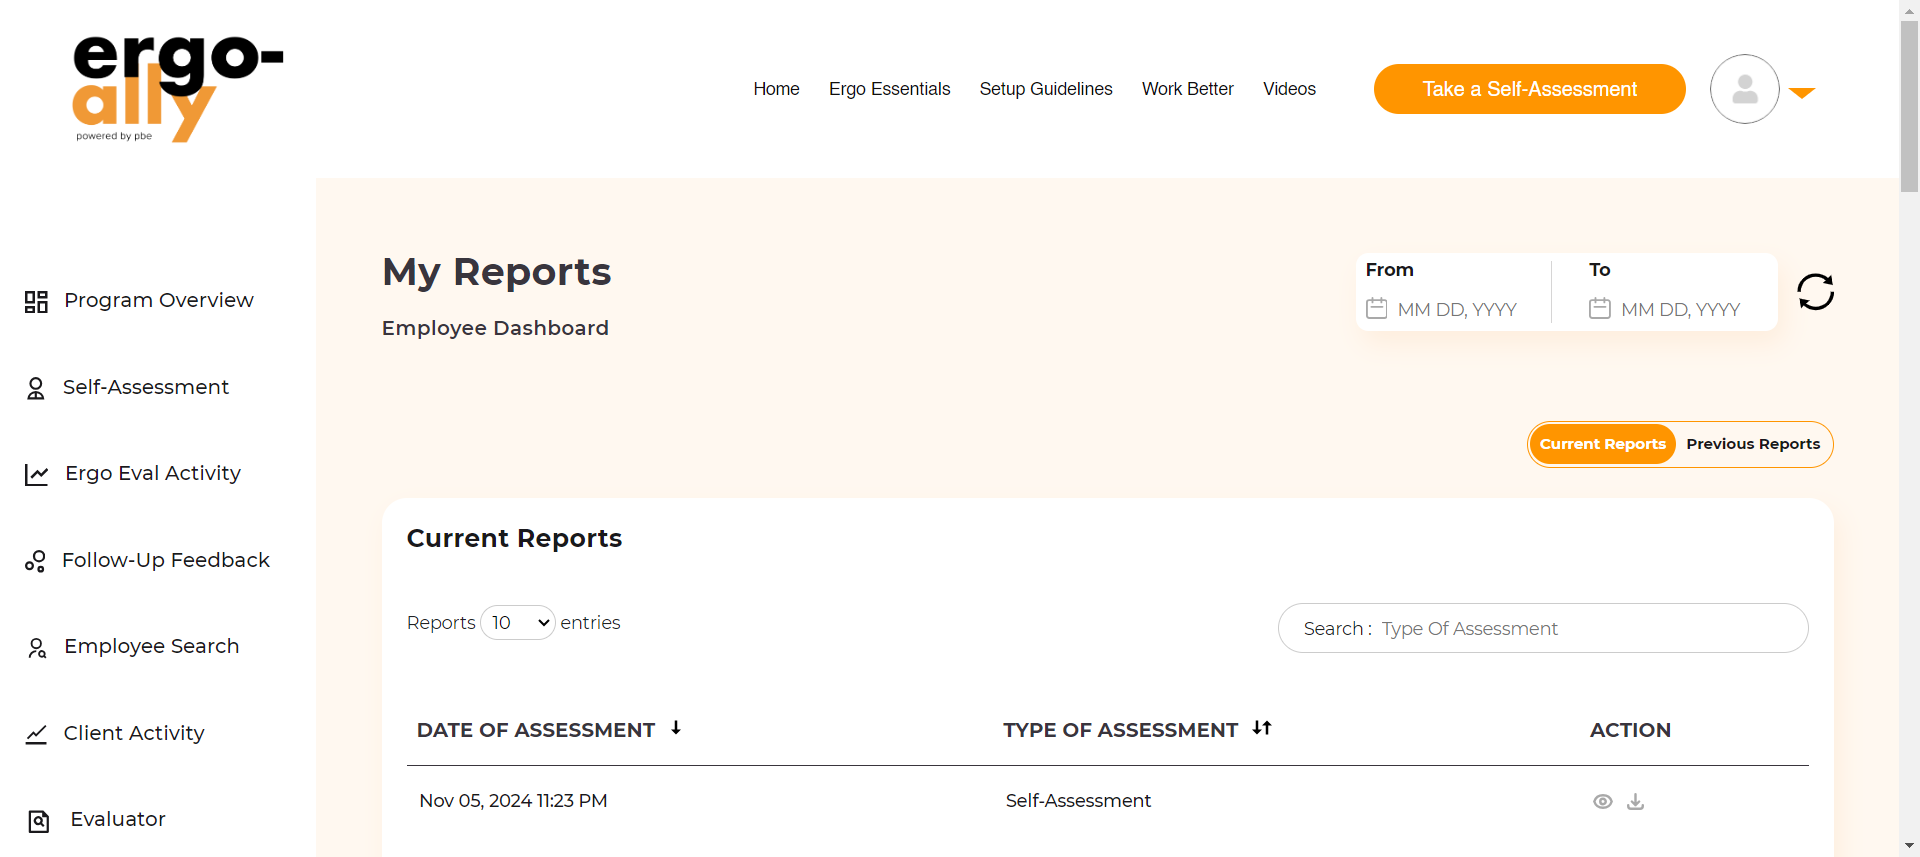 ergo-
ally
powered by pbe
Home Ergo Essentials Setup Guidelines Work Better Videos Take a Self-Assessment
Program Overview
Self-Assessment
Ergo Eval Activity
Follow-Up Feedback
Employee Search
Client Activity
Evaluator
My Reports
Employee Dashboard
From To
MM DD, YYYY MM DD, YYYY
Current Reports Previous Reports
Current Reports
Reports 10 entries
Search : Type Of Assessment
DATE OF ASSESSMENT TYPE OF ASSESSMENT ACTION
Nov 05, 2024 11:23 PM Self-Assessment